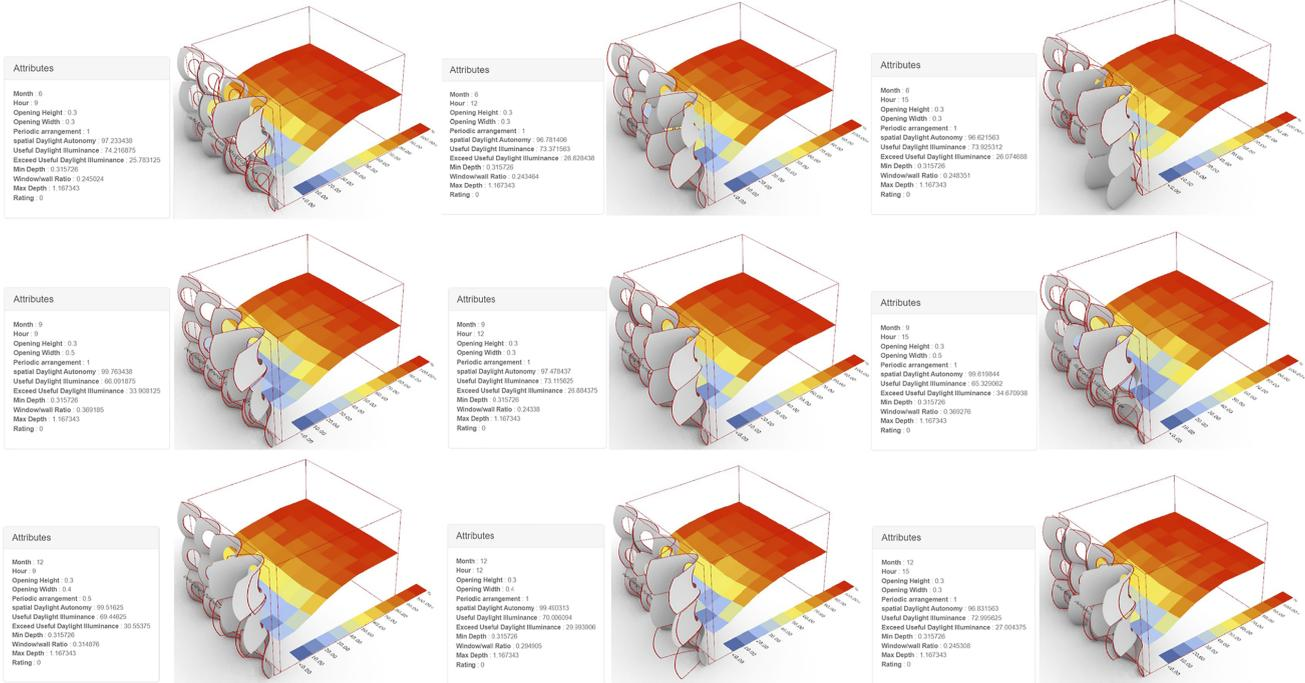 Attributes
Month : 6
Hour : 9
Opening Height : 0.3
Opening Width : 0.3
Periodic arrangement : 1
spatial Daylight Autonomy : 97.233438
Useful Daylight Illuminance : 74.216875
Exceed Useful Daylight Illuminance : 25.783125
Min Depth : 0.315726
Window/wall Ratio : 0.245024
Max Depth : 1.167343
Rating : 0
Attributes
Month : 6
Hour : 12
Opening Height : 0.3
Opening Width : 0.3
Periodic arrangement : 1
spatial Daylight Autonomy : 96.781406
Useful Daylight Illuminance : 73.371563
Exceed Useful Daylight Illuminance : 26.628438
Min Depth : 0.315726
Window/wall Ratio : 0.243464
Max Depth : 1.167343
Rating : 0
Attributes
Month : 6
Hour : 15
Opening Height : 0.3
Opening Width : 0.3
Periodic arrangement : 1
spatial Daylight Autonomy : 96.621563
Useful Daylight Illuminance : 73.925312
Exceed Useful Daylight Illuminance : 26.074688
Min Depth : 0.315726
Window/wall Ratio : 0.248351
Max Depth : 1.167343
Rating : 0
Attributes
Month : 9
Hour : 9
Opening Height : 0.3
Opening Width : 0.5
Periodic arrangement : 1
spatial Daylight Autonomy : 99.763438
Useful Daylight Illuminance : 66.091875
Exceed Useful Daylight Illuminance : 33.908125
Min Depth : 0.315726
Window/wall Ratio : 0.369185
Max Depth : 1.167343
Rating : 0
Attributes
Month : 9
Hour : 12
Opening Height : 0.3
Opening Width : 0.3
Periodic arrangement : 1
spatial Daylight Autonomy : 97.478437
Useful Daylight Illuminance : 73.115625
Exceed Useful Daylight Illuminance : 26.884375
Min Depth : 0.315726
Window/wall Ratio : 0.24338
Max Depth : 1.167343
Rating : 0
Attributes
Month : 9
Hour : 15
Opening Height : 0.3
Opening Width : 0.5
Periodic arrangement : 1
spatial Daylight Autonomy : 99.619844
Useful Daylight Illuminance : 65.329062
Exceed Useful Daylight Illuminance : 34.670938
Min Depth : 0.315726
Window/wall Ratio : 0.369276
Max Depth : 1.167343
Rating : 0
Attributes
Month : 12
Hour : 9
Opening Height : 0.3
Opening Width : 0.4
Periodic arrangement : 0.5
spatial Daylight Autonomy : 99.51625
Useful Daylight Illuminance : 69.44625
Exceed Useful Daylight Illuminance : 30.55375
Min Depth : 0.315726
Window/wall Ratio : 0.314876
Max Depth : 1.167343
Rating : 0
Attributes
Month : 12
Hour : 12
Opening Height : 0.3
Opening Width : 0.4
Periodic arrangement : 1
spatial Daylight Autonomy : 99.450313
Useful Daylight Illuminance : 70.006094
Exceed Useful Daylight Illuminance : 29.993906
Min Depth : 0.315726
Window/wall Ratio : 0.294905
Max Depth : 1.167343
Rating : 0
Attributes
Month : 12
Hour : 15
Opening Height : 0.3
Opening Width : 0.3
Periodic arrangement : 1
spatial Daylight Autonomy : 96.831563
Useful Daylight Illuminance : 72.995625
Exceed Useful Daylight Illuminance : 27.004375
Min Depth : 0.315726
Window/wall Ratio : 0.245308
Max Depth : 1.167343
Rating : 0